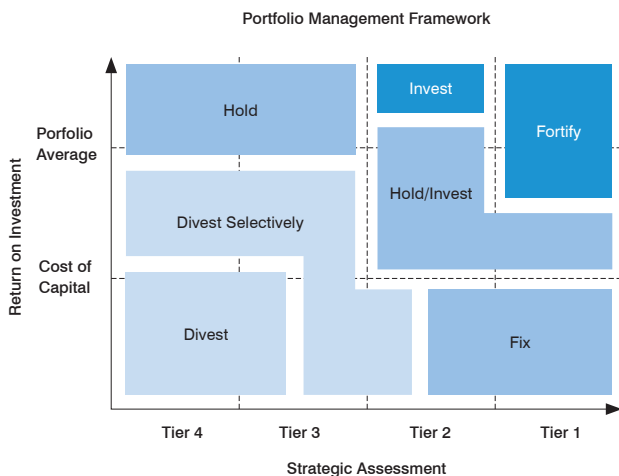 Portfolio Management Framework
Return on Investment
Porfolio
Average
Cost of
Capital
Hold
Invest
Fortify
Divest Selectively
Hold/Invest
Divest
Fix
Tier 4
Tier 3
Tier 2
Tier 1
Strategic Assessment